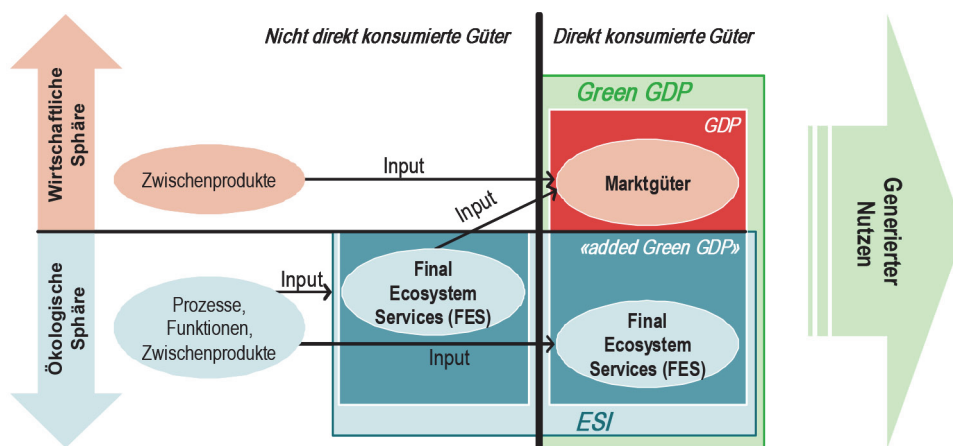 Nicht direkt konsumierte Güter
Direkt konsumierte Güter
Wirtschaftliche
Sphäre
Green GDP
GDP
Zwischenprodukte
Input
Marktgüter
Input
Generierter
Nutzen
Ökologische
Sphäre
«added Green GDP»
Prozesse,
Funktionen,
Zwischenprodukte
Input
Final
Ecosystem
Services (FES)
Input
Final
Ecosystem
Services (FES)
ESI